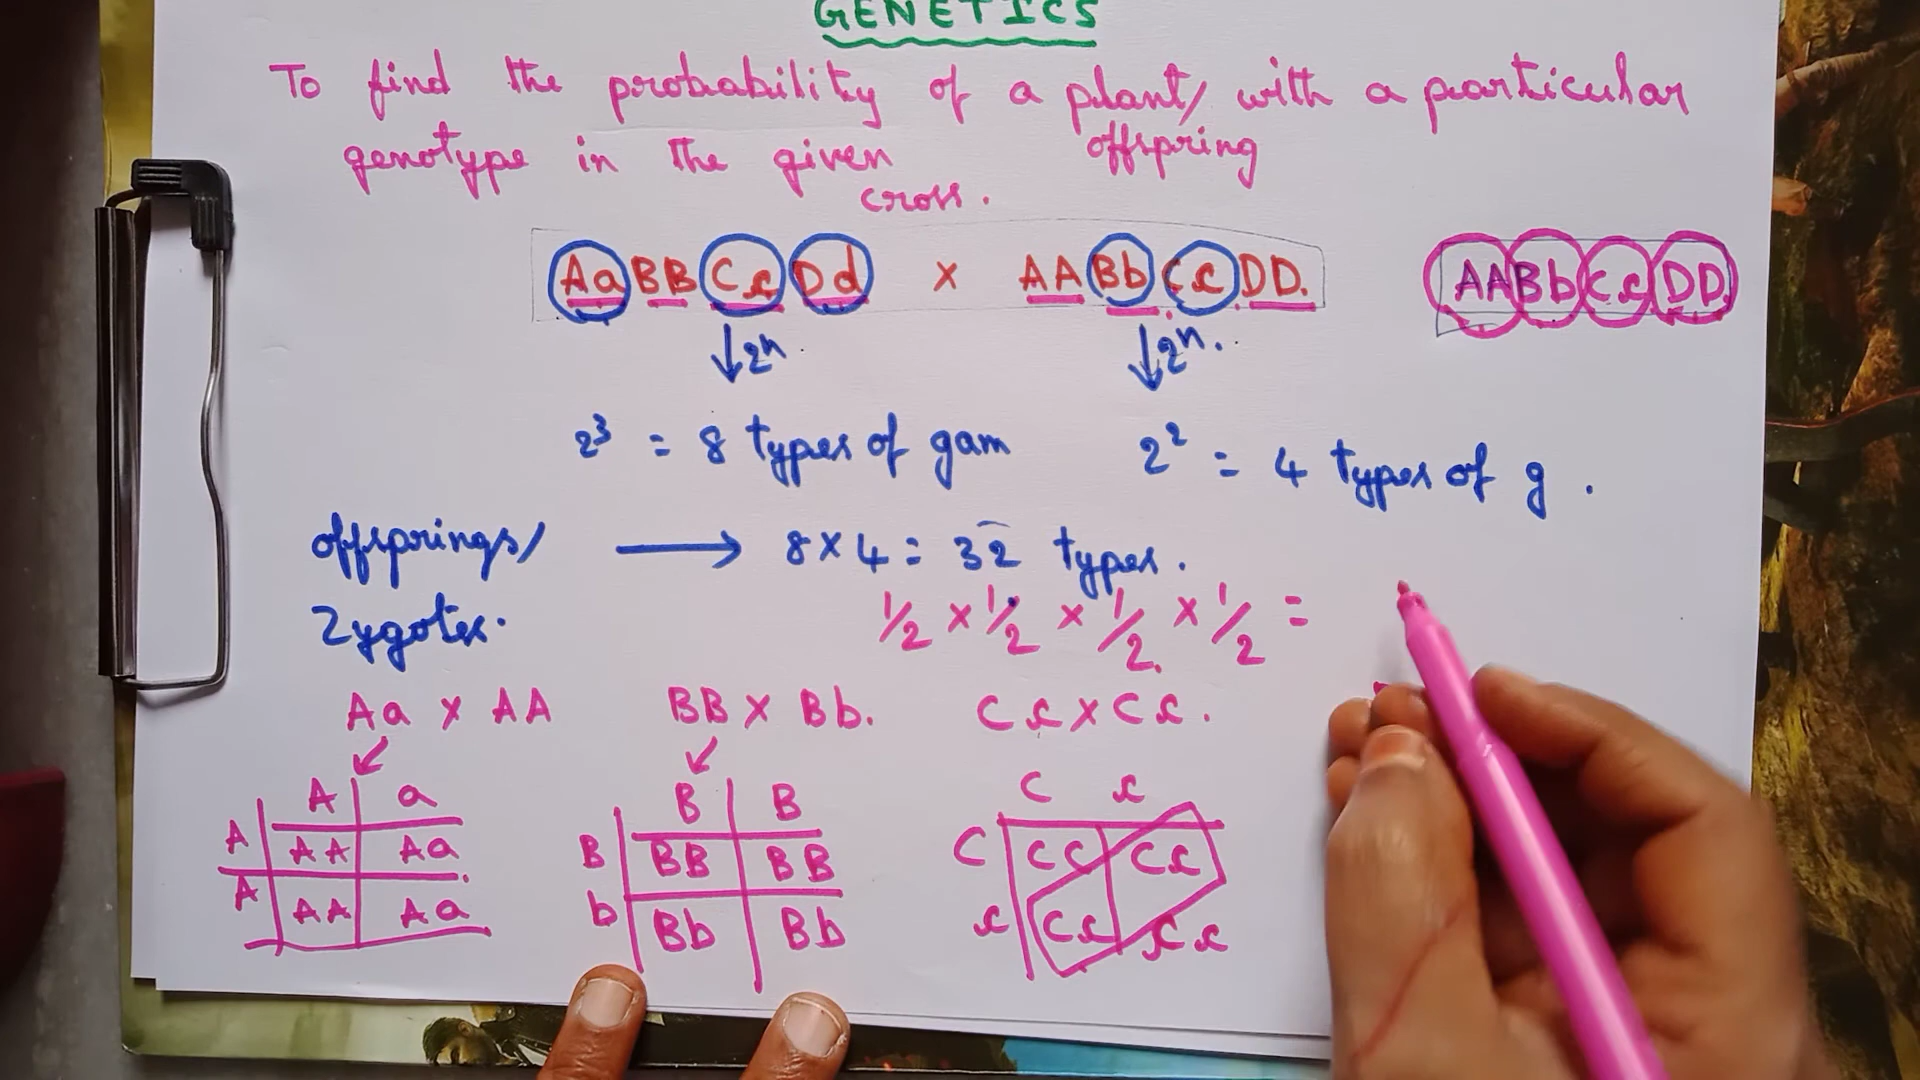 GENETICS
To find the probability of a plant/ with a particular
genotype in the given offspring
cross.
AaBBCcDd x AABbCcDD. AABbCcDD
↓2ⁿ ↓2ⁿ.
2³ = 8 types of gam 2² = 4 types of g.
offsprings/ → 8x4 = 32 types.
Zygotes. 1/2 x 1/2 x 1/2 x 1/2 =
Aa x AA BB x Bb. Cc x Cc.
A a B B C c
A AA Aa B BB BB C CC Cc
A AA Aa b Bb Bb c Cc cc